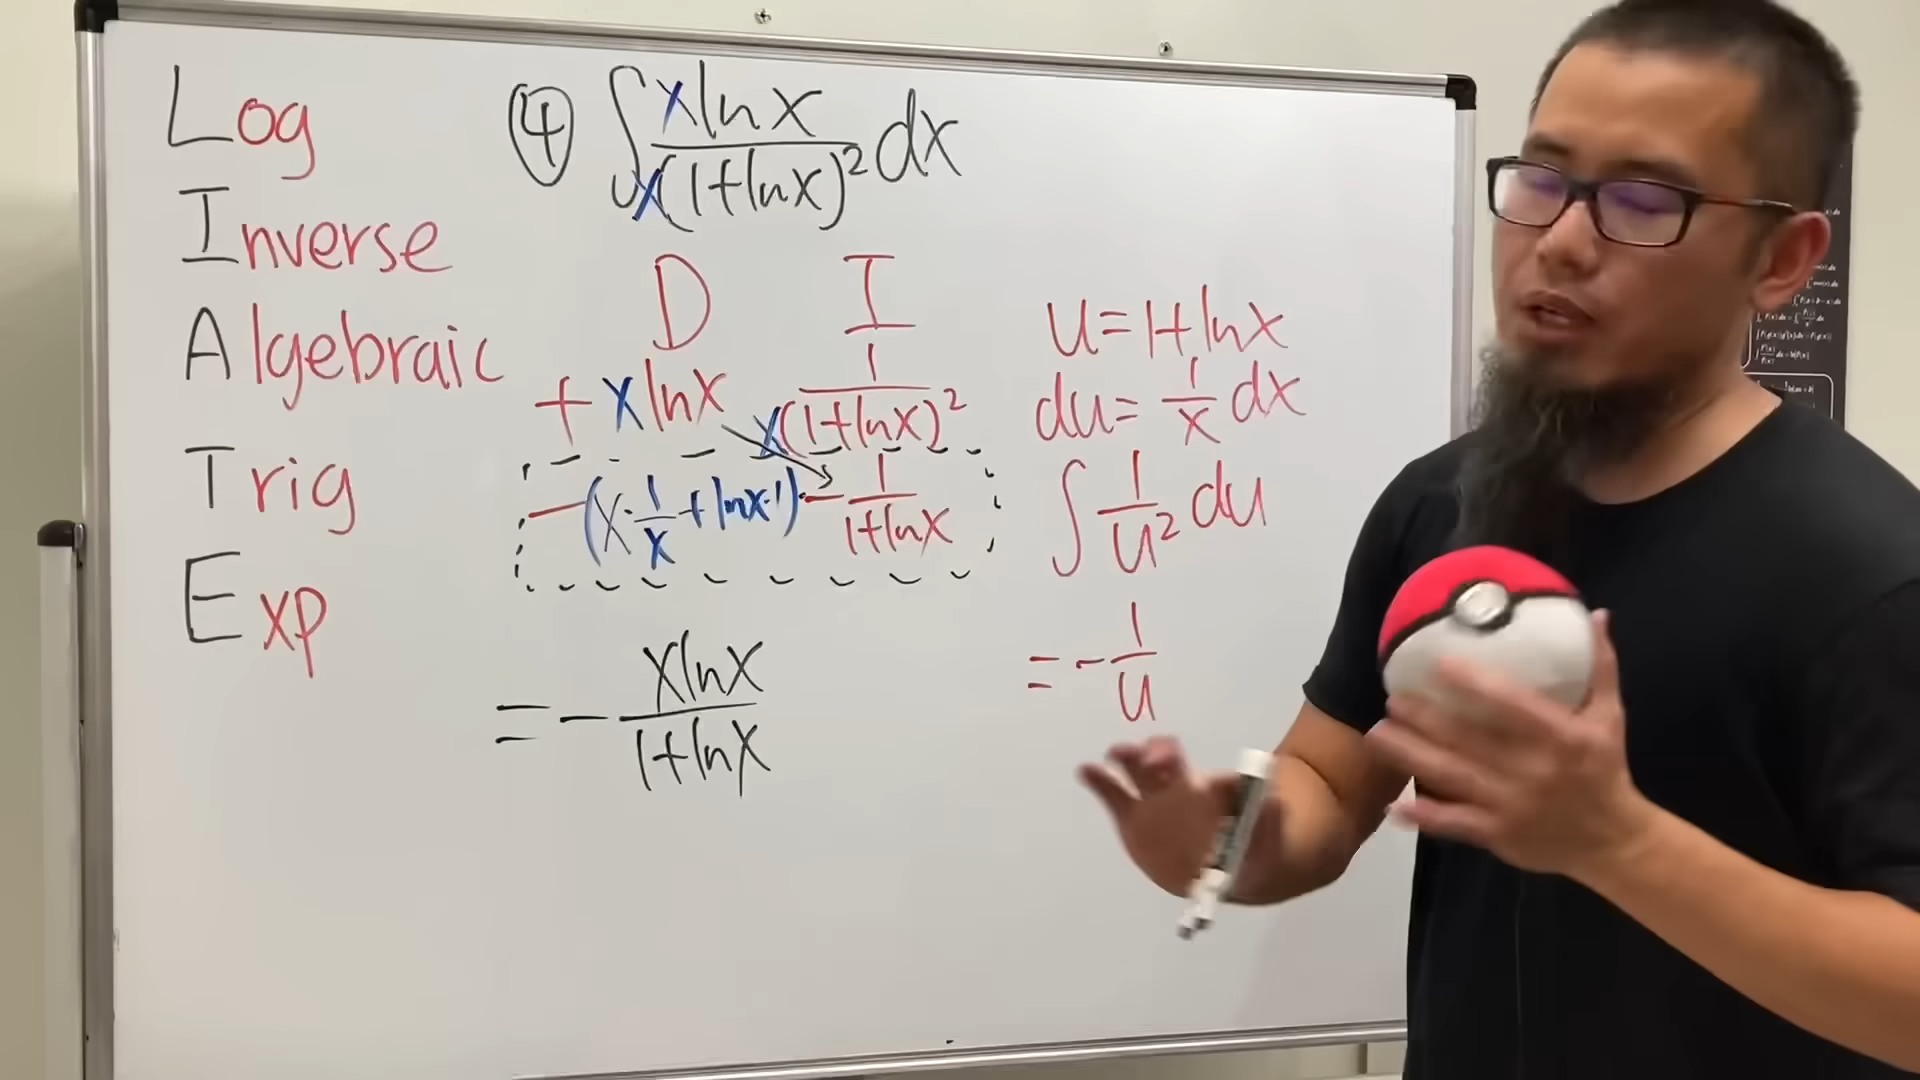 Log
Inverse
Algebraic
Trig
Exp
④ ∫ x ln x / x(1+ln x)² dx
D I
+ x ln x 1 / x(1+ln x)²
− (x · 1/x + ln x · 1) · − 1 / 1+ln x
= − x ln x / 1+ln x
u = 1+ln x
du = 1/x dx
∫ 1/u² du
= − 1/u